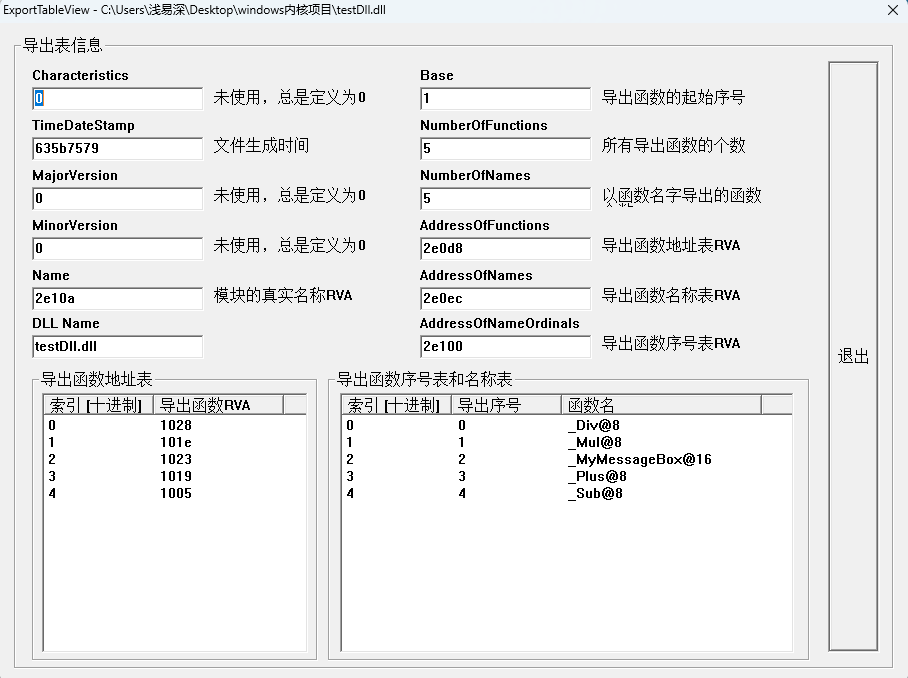 ExportTableView - C:\Users\浅易深\Desktop\windows内核项目\testDll.dll
导出表信息
Characteristics
0 未使用，总是定义为0
TimeDateStamp
635b7579 文件生成时间
MajorVersion
0 未使用，总是定义为0
MinorVersion
0 未使用，总是定义为0
Name
2e10a 模块的真实名称RVA
DLL Name
testDll.dll
Base
1 导出函数的起始序号
NumberOfFunctions
5 所有导出函数的个数
NumberOfNames
5 以函数名字导出的函数
AddressOfFunctions
2e0d8 导出函数地址表RVA
AddressOfNames
2e0ec 导出函数名称表RVA
AddressOfNameOrdinals
2e100 导出函数序号表RVA
退出
导出函数地址表
索引 [十进制] 导出函数RVA
0 1028
1 101e
2 1023
3 1019
4 1005
导出函数序号表和名称表
索引 [十进制] 导出序号 函数名
0 0 _Div@8
1 1 _Mul@8
2 2 _MyMessageBox@16
3 3 _Plus@8
4 4 _Sub@8